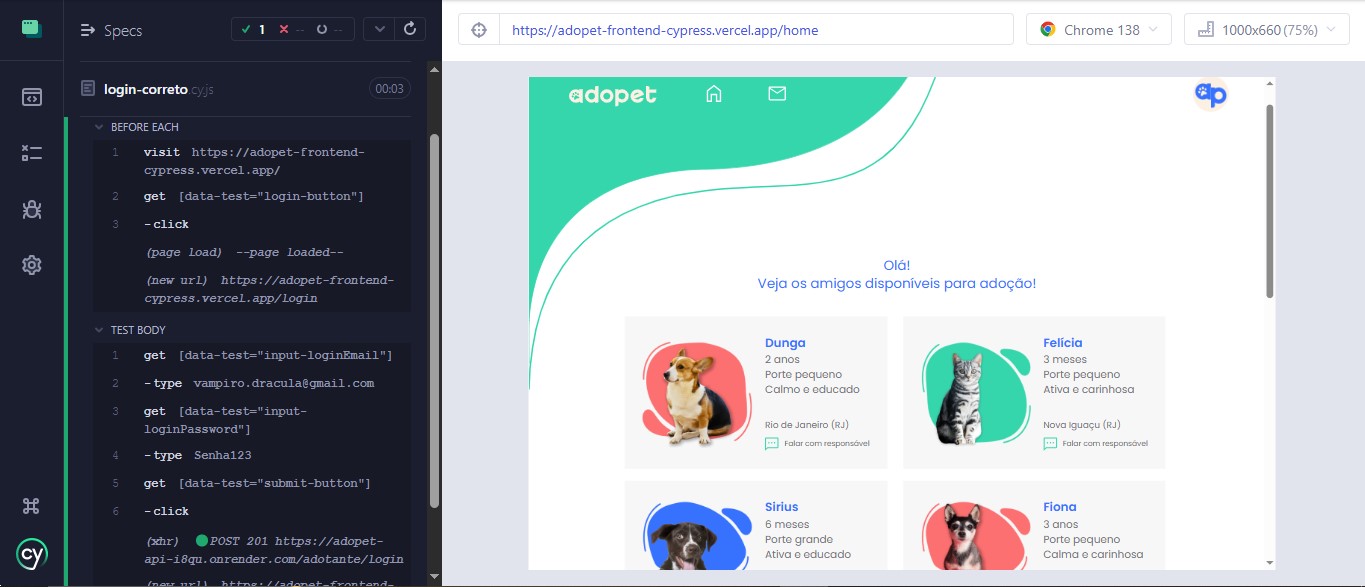 Specs
1
--
--
https://adopet-frontend-cypress.vercel.app/home
Chrome 138
1000x660 (75%)
login-correto.cy.js
00:03
BEFORE EACH
1 visit https://adopet-frontend-
cypress.vercel.app/
2 get [data-test="login-button"]
3 -click
(page load) --page loaded--
(new url) https://adopet-frontend-
cypress.vercel.app/login
TEST BODY
1 get [data-test="input-loginEmail"]
2 -type vampiro.dracula@gmail.com
3 get [data-test="input-
loginPassword"]
4 -type Senha123
5 get [data-test="submit-button"]
6 -click
(xhr) POST 201 https://adopet-
api-i8qu.onrender.com/adotante/login
(new url) https://adopet-frontend-
cy
adopet
ap
Olá!
Veja os amigos disponíveis para adoção!
Dunga
2 anos
Porte pequeno
Calmo e educado
Rio de Janeiro (RJ)
Falar com responsável
Felícia
3 meses
Porte pequeno
Ativa e carinhosa
Nova Iguaçu (RJ)
Falar com responsável
Sirius
6 meses
Porte grande
Ativa e educado
Fiona
3 anos
Porte pequeno
Calma e carinhosa